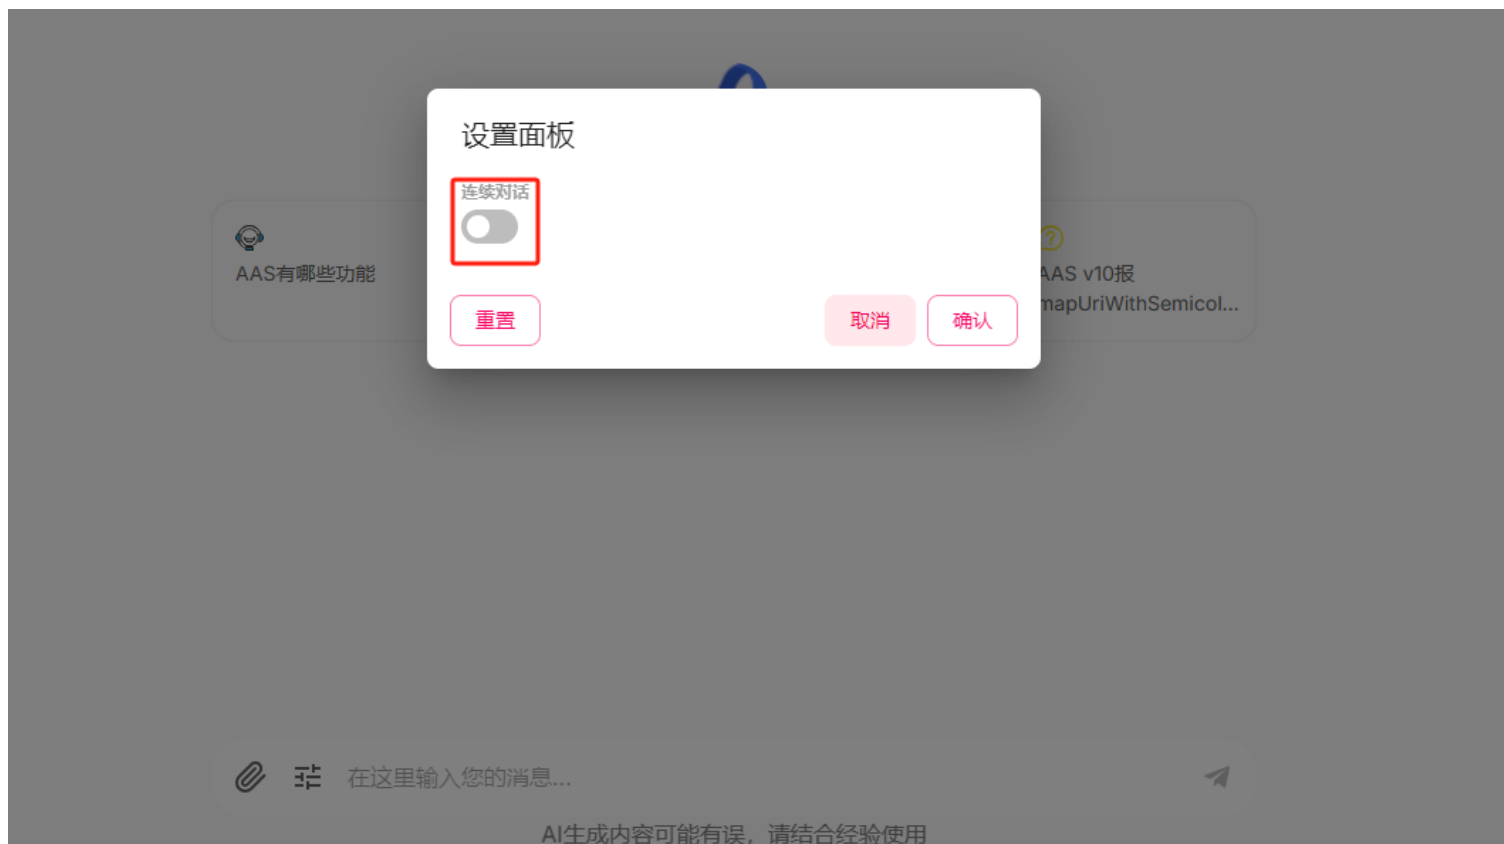 设置面板
连续对话
AAS有哪些功能
AAS v10报
mapUriWithSemicol...
重置
取消
确认
在这里输入您的消息...
AI生成内容可能有误，请结合经验使用